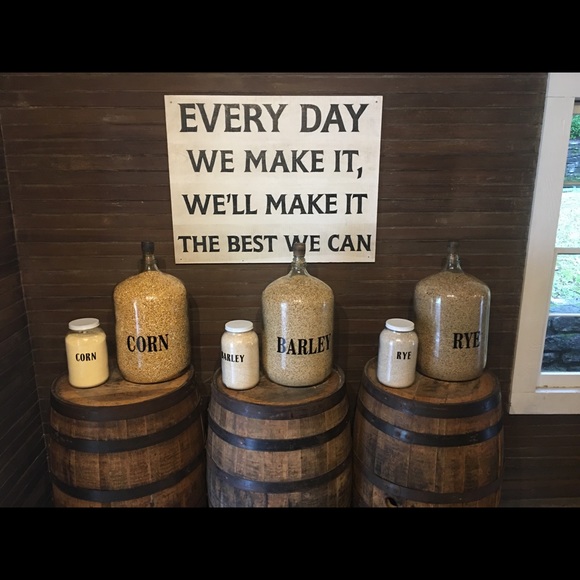 EVERY DAY
WE MAKE IT,
WE'LL MAKE IT
THE BEST WE CAN
CORN
CORN
BARLEY
BARLEY
RYE
RYE